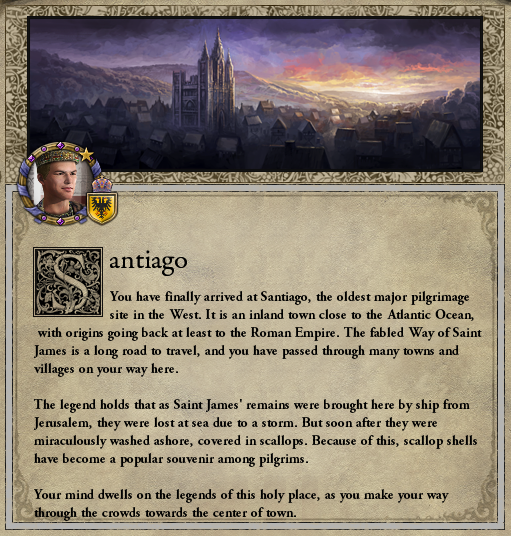 Santiago
You have finally arrived at Santiago, the oldest major pilgrimage
site in the West. It is an inland town close to the Atlantic Ocean,
with origins going back at least to the Roman Empire. The fabled Way of Saint
James is a long road to travel, and you have passed through many towns and
villages on your way here.
The legend holds that as Saint James' remains were brought here by ship from
Jerusalem, they were lost at sea due to a storm. But soon after they were
miraculously washed ashore, covered in scallops. Because of this, scallop shells
have become a popular souvenir among pilgrims.
Your mind dwells on the legends of this holy place, as you make your way
through the crowds towards the center of town.